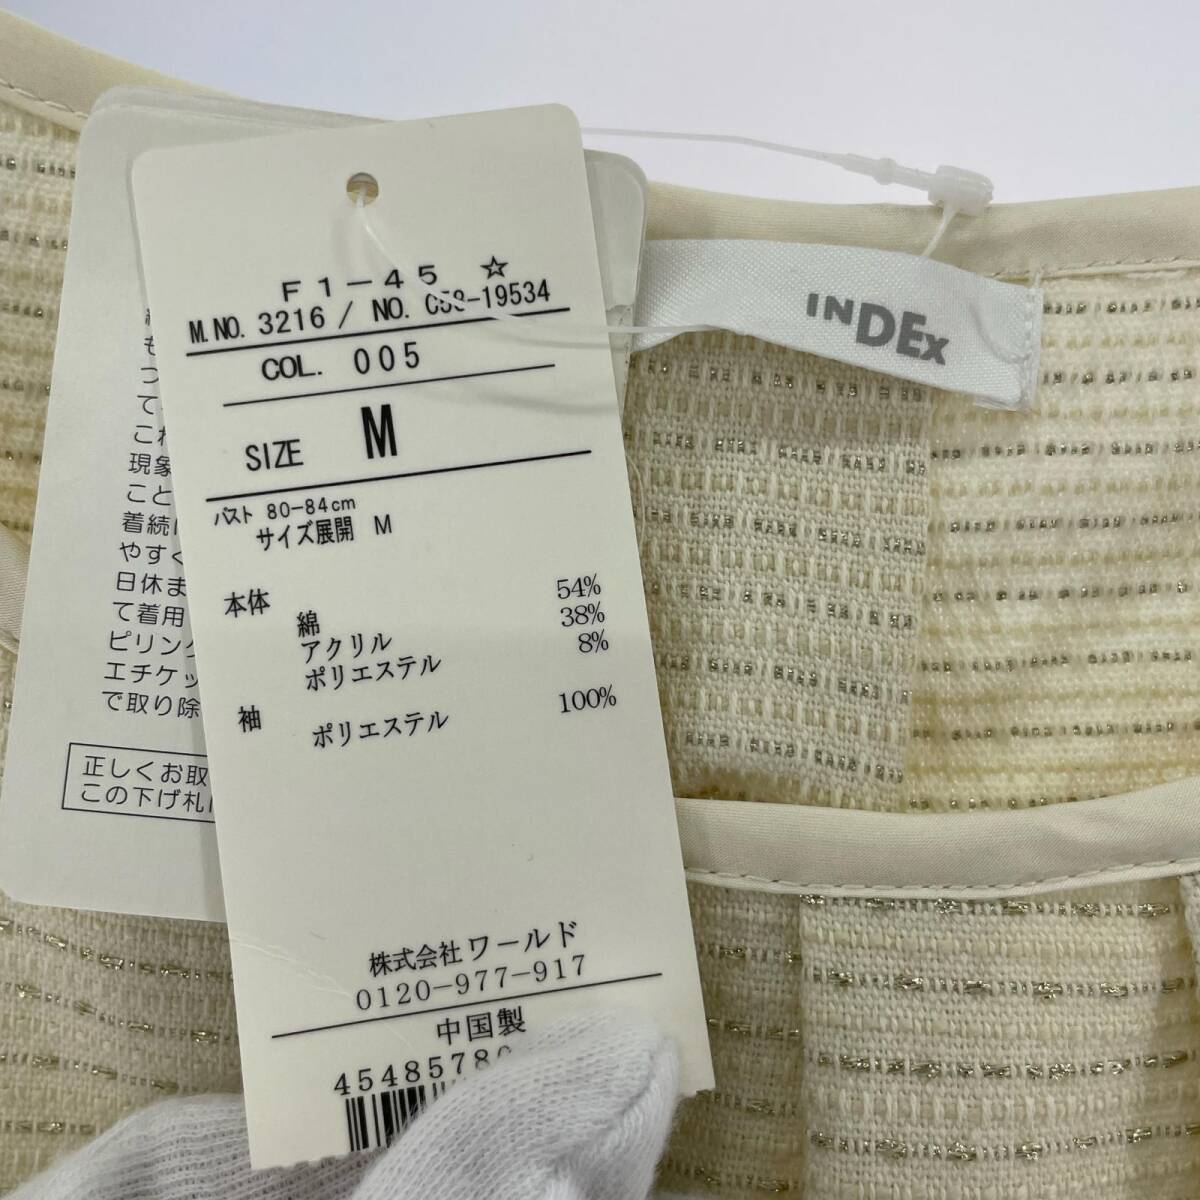 F1-45 ☆
M.NO. 3216 / NO. C58-19534
COL. 005
SIZE M
バスト 80-84cm
サイズ展開 M
本体
綿 54%
アクリル 38%
ポリエステル 8%
袖
ポリエステル 100%
株式会社ワールド
0120-977-917
中国製
4548578
INDEX
も
つ
て
これ
現象
こと
着続
やすく
日休ま
て着用
ピリング
エチケッ
で取り除
正しくお取
この下げ札